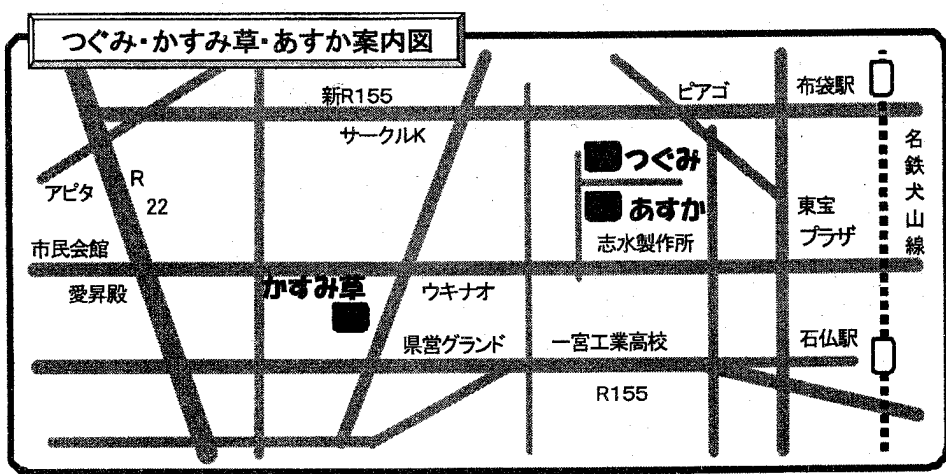 つぐみ・かすみ草・あすか案内図
新R155
ピアゴ
布袋駅
サークルK
名鉄犬山線
つぐみ
アピタ
R
22
あすか
東宝
プラザ
市民会館
志水製作所
愛昇殿
かすみ草
ウキナオ
県営グランド
一宮工業高校
石仏駅
R155